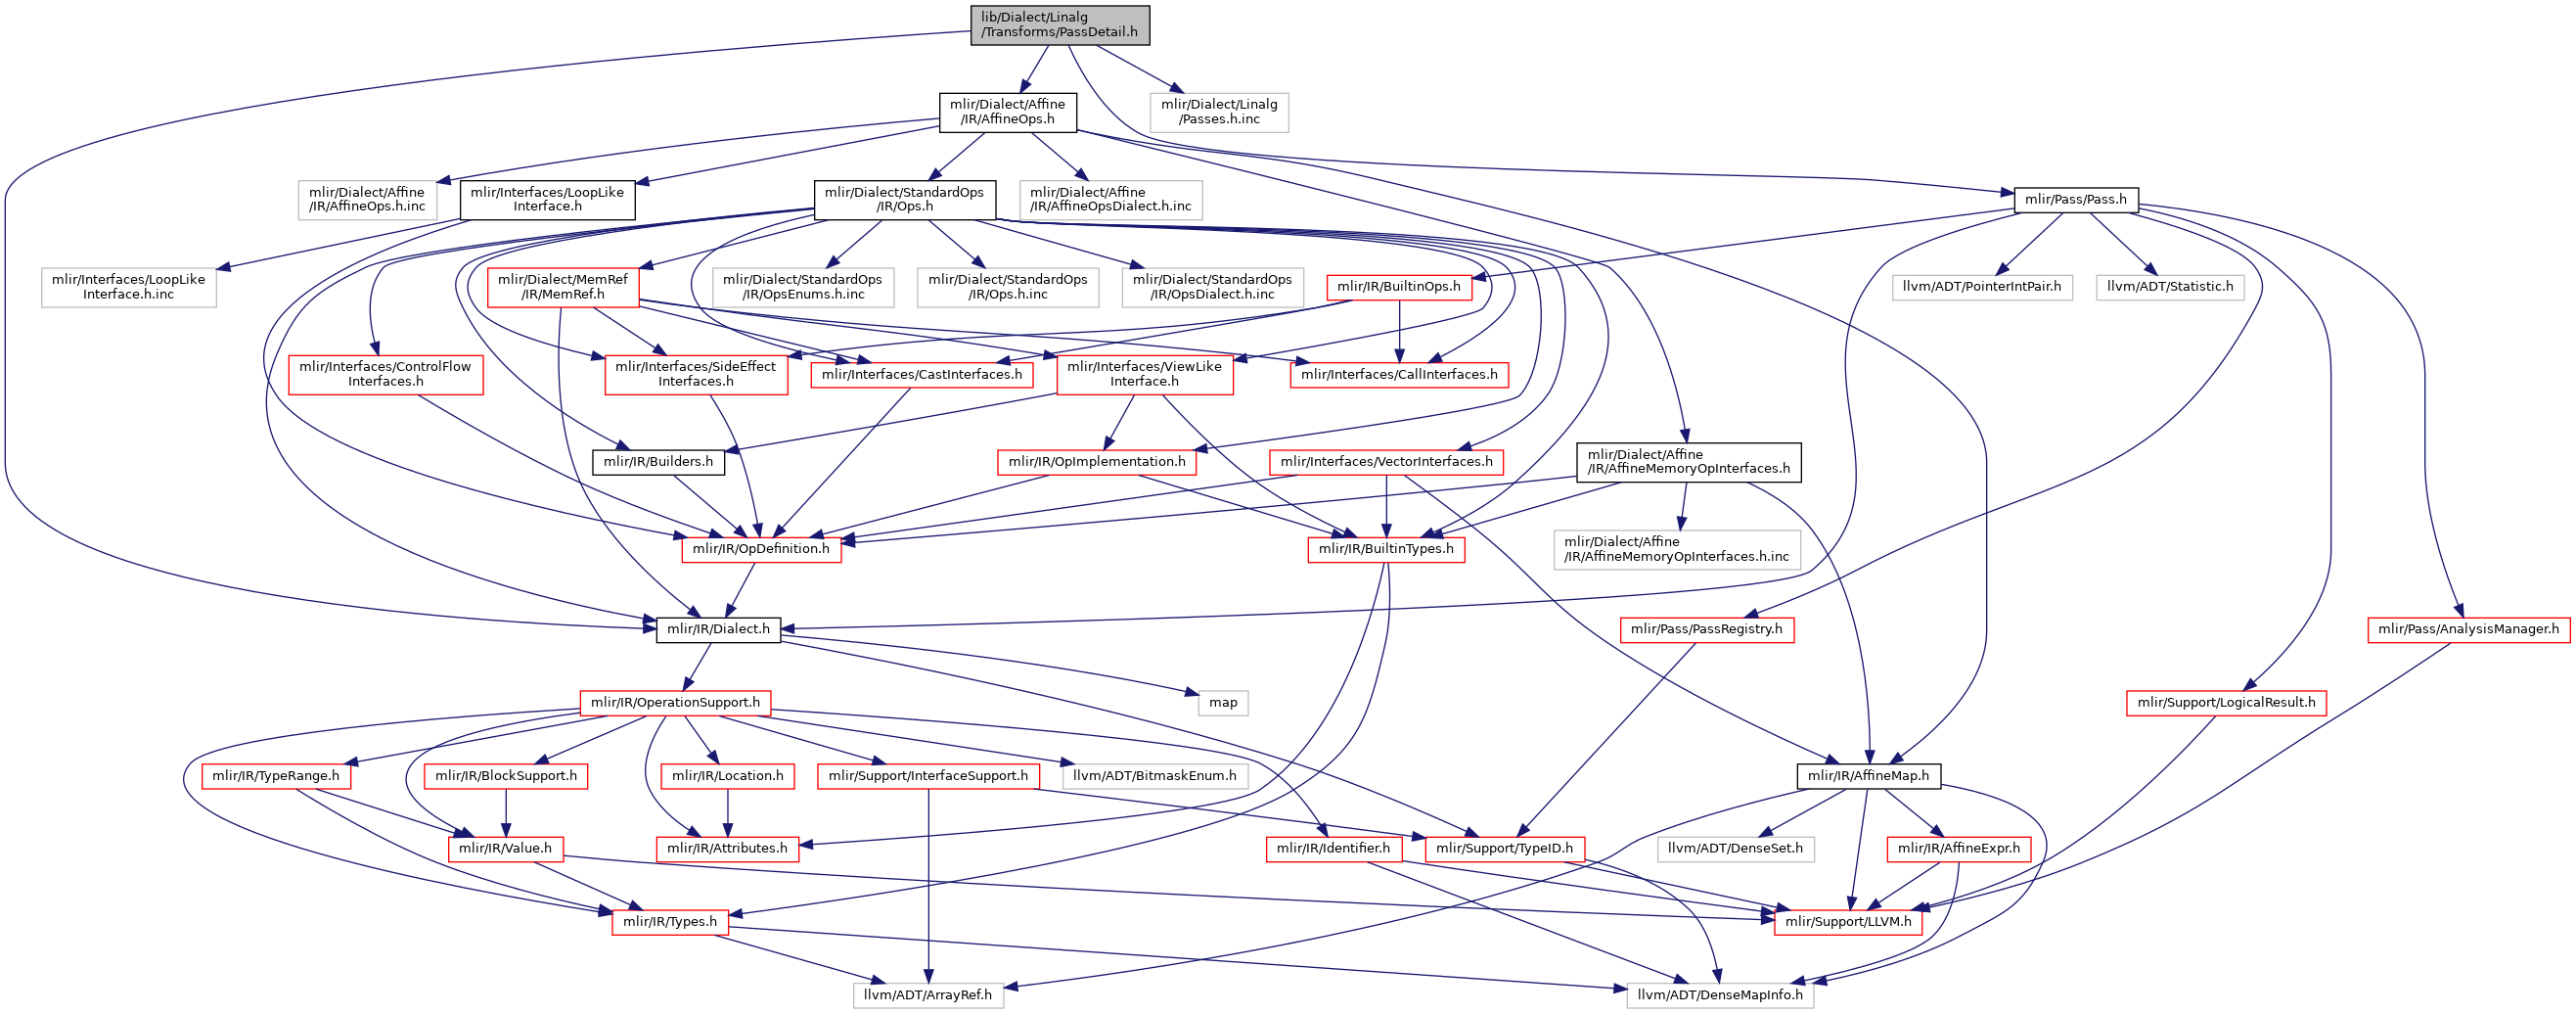 lib/Dialect/Linalg
/Transforms/PassDetail.h
mlir/Dialect/Affine
/IR/AffineOps.h
mlir/Dialect/Linalg
/Passes.h.inc
mlir/Dialect/Affine
/IR/AffineOps.h.inc
mlir/Interfaces/LoopLike
Interface.h
mlir/Dialect/StandardOps
/IR/Ops.h
mlir/Dialect/Affine
/IR/AffineOpsDialect.h.inc
mlir/Pass/Pass.h
mlir/Interfaces/LoopLike
Interface.h.inc
mlir/Dialect/MemRef
/IR/MemRef.h
mlir/Dialect/StandardOps
/IR/OpsEnums.h.inc
mlir/Dialect/StandardOps
/IR/Ops.h.inc
mlir/Dialect/StandardOps
/IR/OpsDialect.h.inc
mlir/IR/BuiltinOps.h
llvm/ADT/PointerIntPair.h
llvm/ADT/Statistic.h
mlir/Interfaces/ControlFlow
Interfaces.h
mlir/Interfaces/SideEffect
Interfaces.h
mlir/Interfaces/CastInterfaces.h
mlir/Interfaces/ViewLike
Interface.h
mlir/Interfaces/CallInterfaces.h
mlir/IR/Builders.h
mlir/IR/OpImplementation.h
mlir/Interfaces/VectorInterfaces.h
mlir/Dialect/Affine
/IR/AffineMemoryOpInterfaces.h
mlir/IR/OpDefinition.h
mlir/IR/BuiltinTypes.h
mlir/Dialect/Affine
/IR/AffineMemoryOpInterfaces.h.inc
mlir/IR/Dialect.h
mlir/Pass/PassRegistry.h
mlir/Pass/AnalysisManager.h
mlir/IR/OperationSupport.h
map
mlir/Support/LogicalResult.h
mlir/IR/TypeRange.h
mlir/IR/BlockSupport.h
mlir/IR/Location.h
mlir/Support/InterfaceSupport.h
llvm/ADT/BitmaskEnum.h
mlir/IR/AffineMap.h
mlir/IR/Value.h
mlir/IR/Attributes.h
mlir/IR/Identifier.h
mlir/Support/TypeID.h
llvm/ADT/DenseSet.h
mlir/IR/AffineExpr.h
mlir/IR/Types.h
mlir/Support/LLVM.h
llvm/ADT/ArrayRef.h
llvm/ADT/DenseMapInfo.h